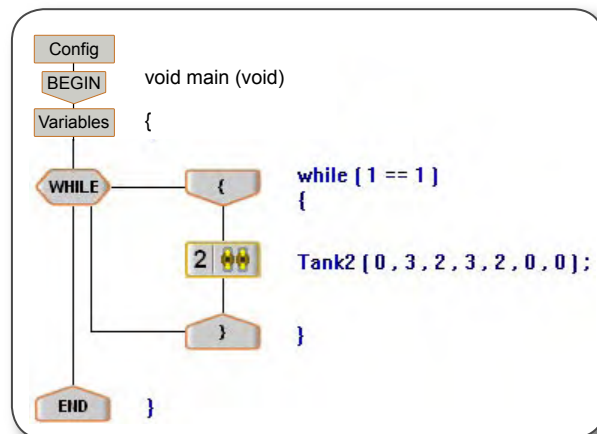 Config
BEGIN void main (void)
Variables {
WHILE { while ( 1 == 1 )
{
2 Tank2 ( 0 , 3 , 2 , 3 , 2 , 0 , 0 ) ;
} }
END }